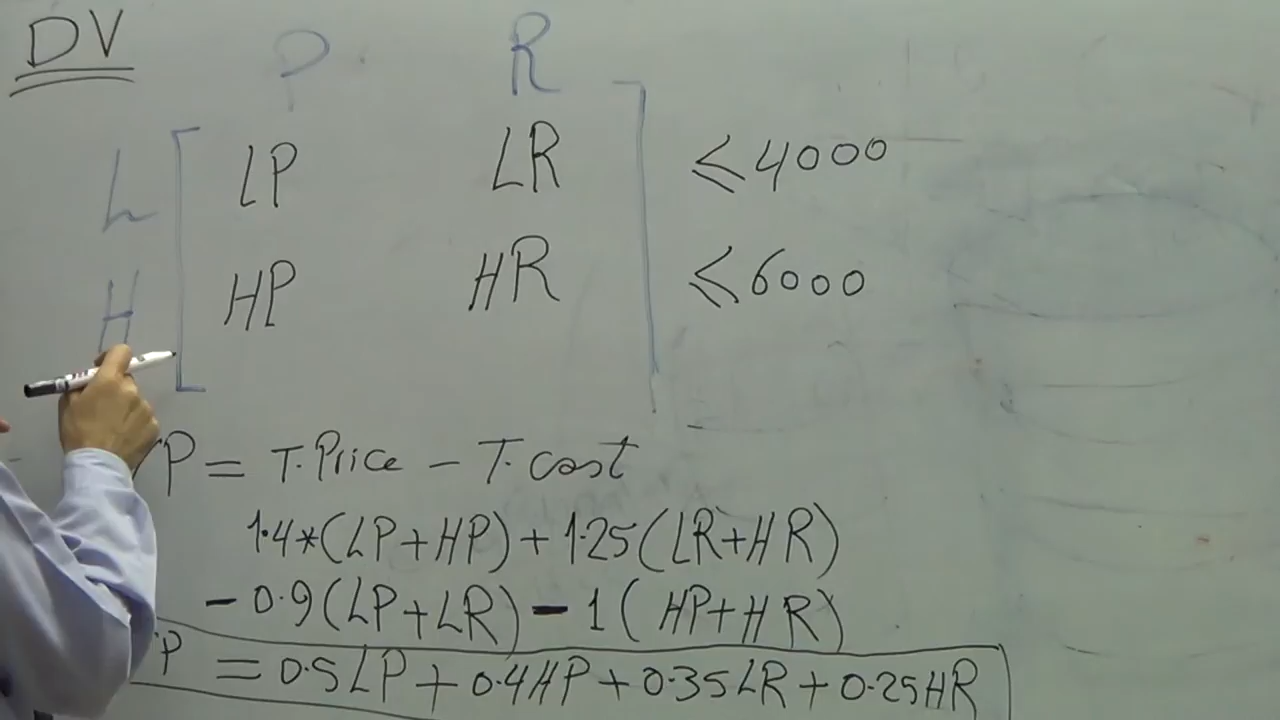 DV P R
L LP LR ≤4000
H HP HR ≤6000
P = T.Price - T.cost
1.4*(LP+HP)+1.25(LR+HR)
-0.9(LP+LR)-1(HP+HR)
P = 0.5LP+0.4HP+0.35LR+0.25HR